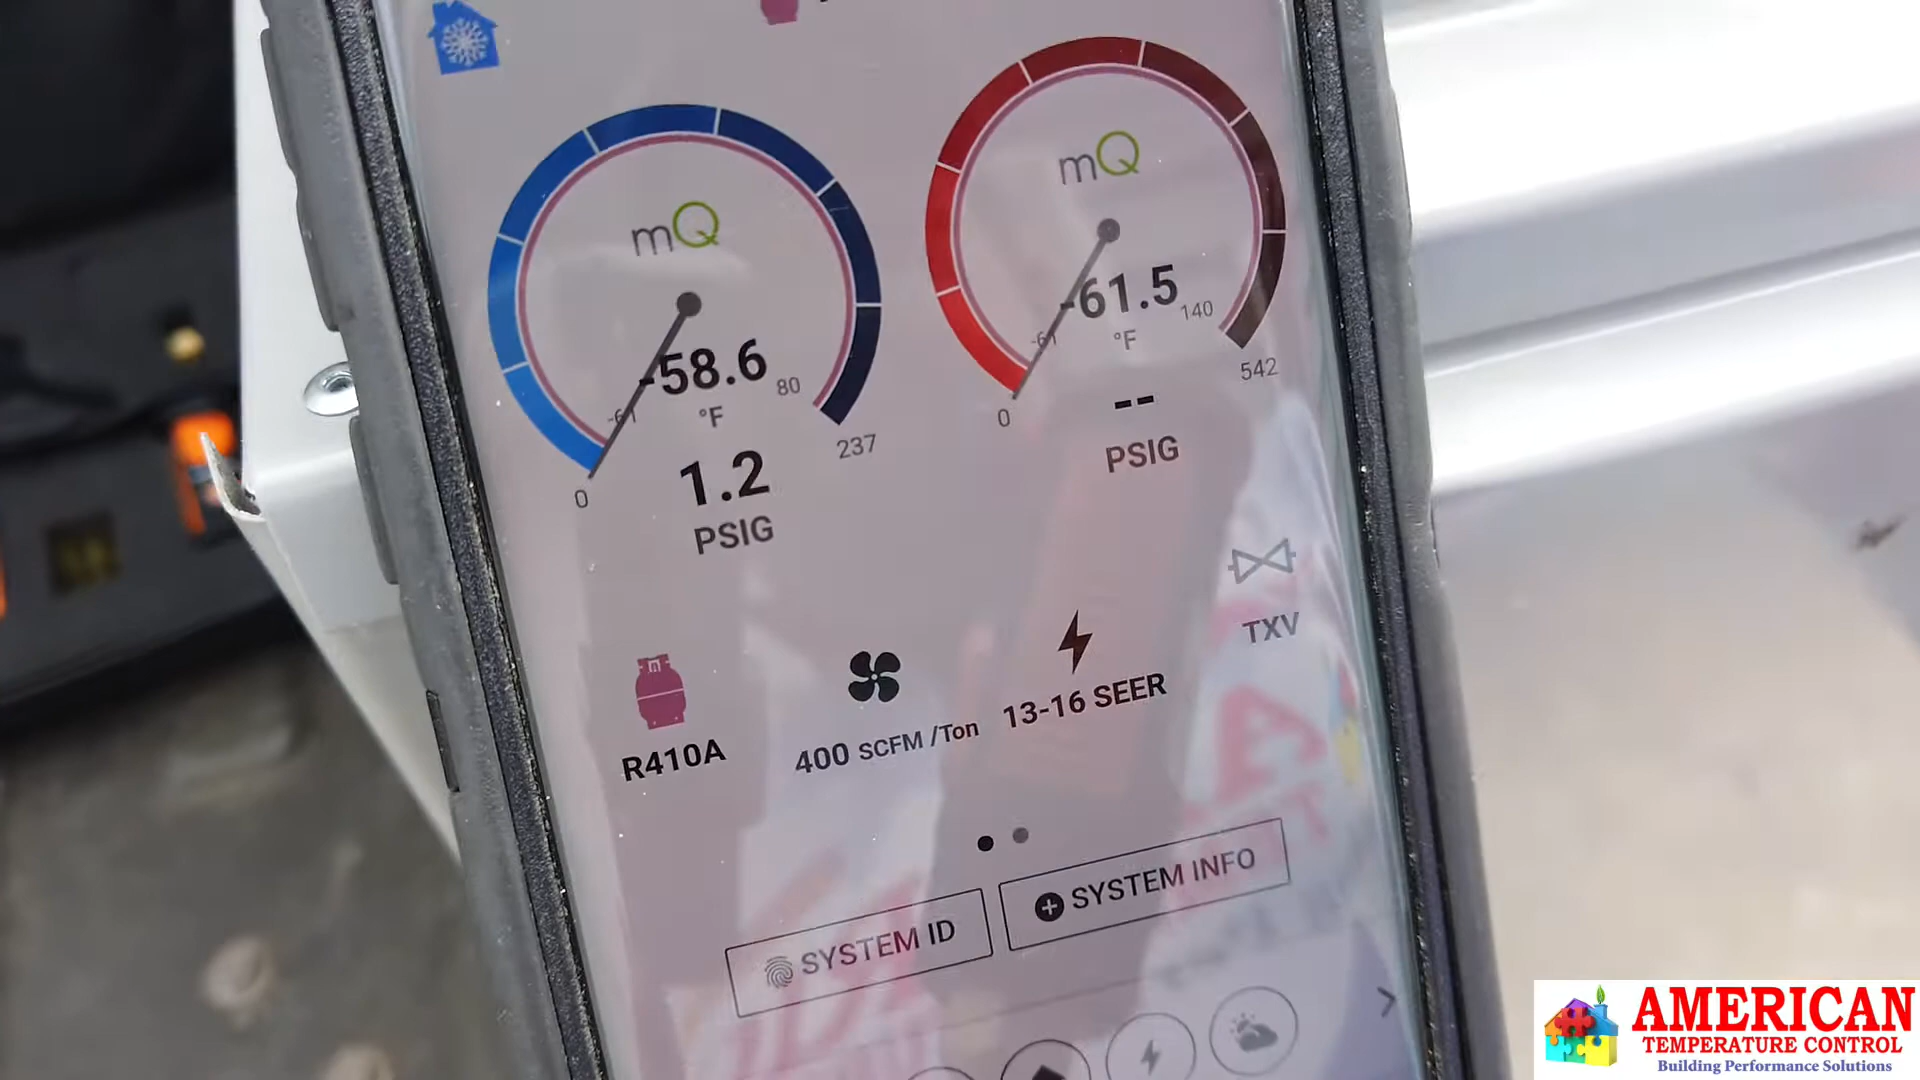 mQ
-58.6
-61
80
°F
0
237
1.2
PSIG
mQ
-61.5
-61
140
°F
0
542
--
PSIG
TXV
R410A
400 SCFM /Ton
13-16 SEER
SYSTEM ID
SYSTEM INFO
AMERICAN
TEMPERATURE CONTROL
Building Performance Solutions